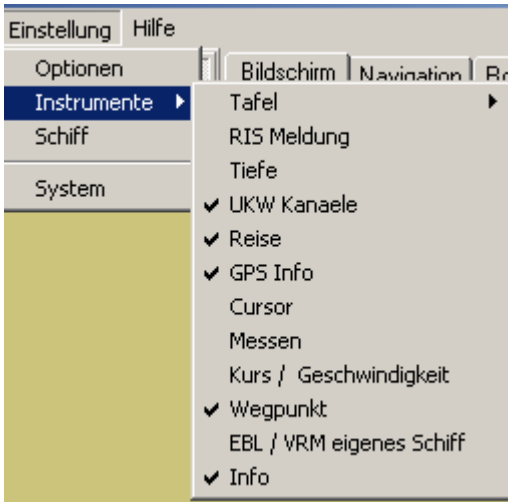 Einstellung Hilfe
Optionen
Bildschirm Navigation
Instrumente
Schiff
System
Tafel
RIS Meldung
Tiefe
UKW Kanaele
Reise
GPS Info
Cursor
Messen
Kurs / Geschwindigkeit
Wegpunkt
EBL / VRM eigenes Schiff
Info